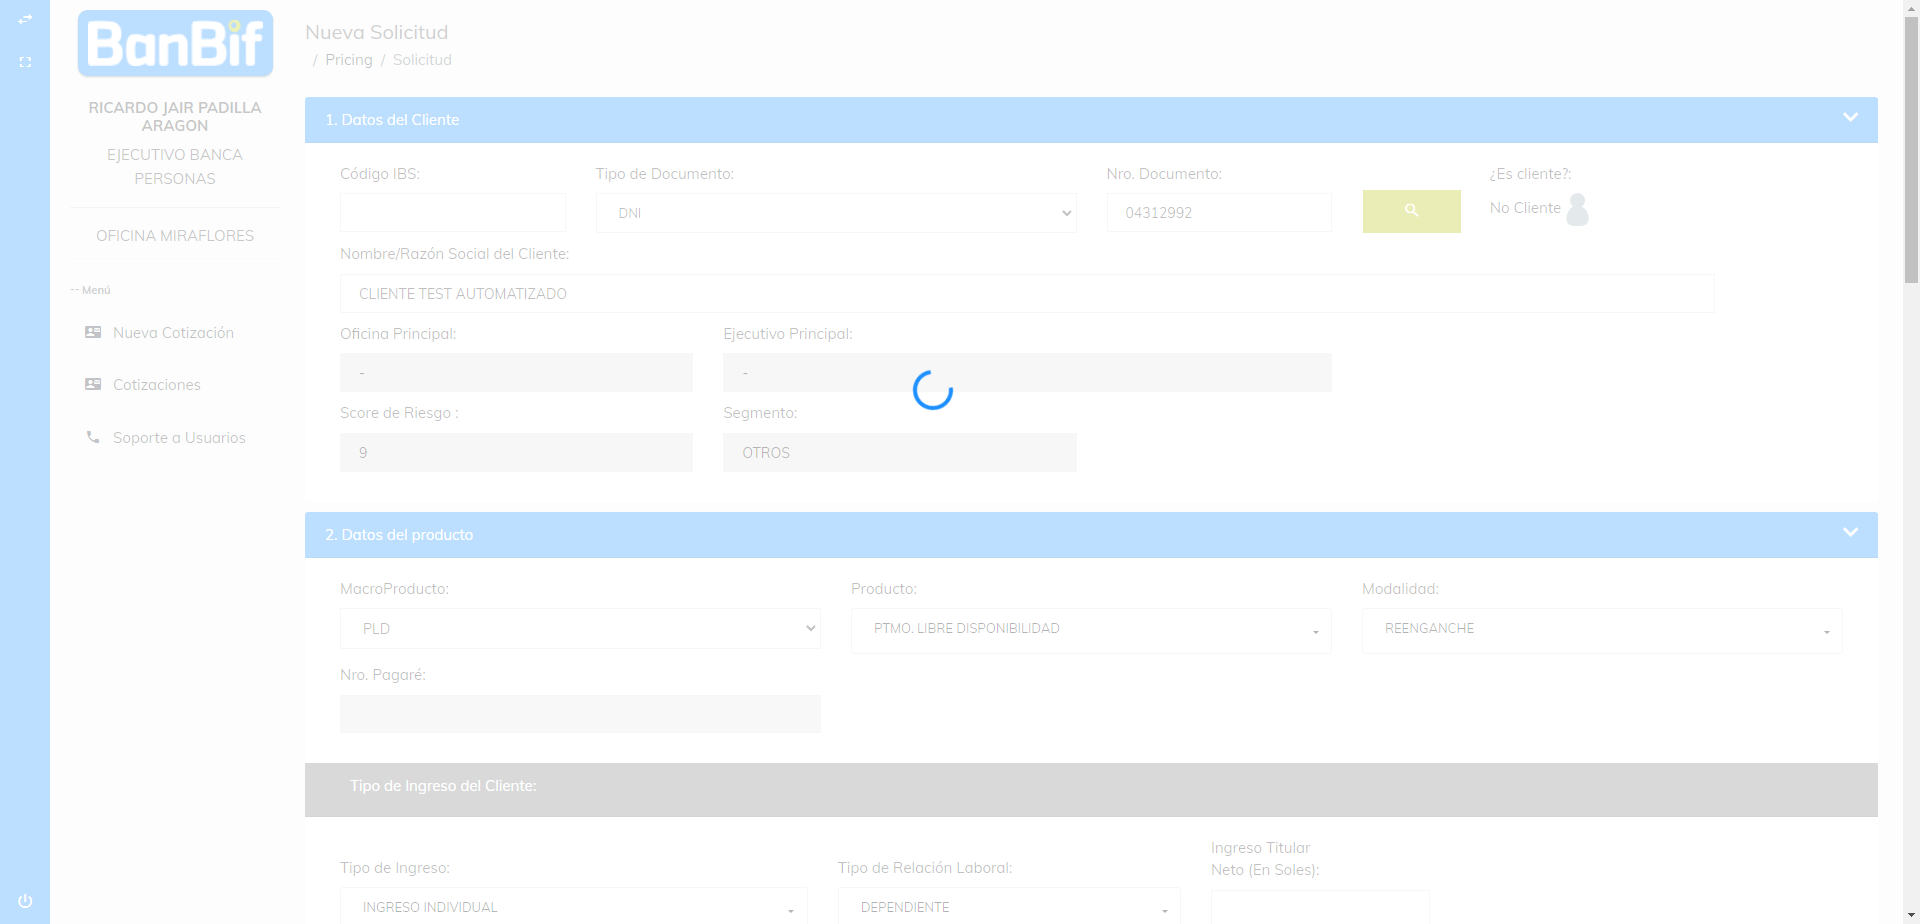 BanBif
RICARDO JAIR PADILLA
ARAGON
EJECUTIVO BANCA
PERSONAS
OFICINA MIRAFLORES
-- Menú
Nueva Cotización
Cotizaciones
Soporte a Usuarios
Nueva Solicitud
/ Pricing / Solicitud
1. Datos del Cliente
Código IBS:
Tipo de Documento:
DNI
Nro. Documento:
04312992
¿Es cliente?:
No Cliente
Nombre/Razón Social del Cliente:
CLIENTE TEST AUTOMATIZADO
Oficina Principal:
-
Ejecutivo Principal:
-
Score de Riesgo :
9
Segmento:
OTROS
2. Datos del producto
MacroProducto:
PLD
Producto:
PTMO. LIBRE DISPONIBILIDAD
Modalidad:
REENGANCHE
Nro. Pagaré:
Tipo de Ingreso del Cliente:
Tipo de Ingreso:
INGRESO INDIVIDUAL
Tipo de Relación Laboral:
DEPENDIENTE
Ingreso Titular
Neto (En Soles):